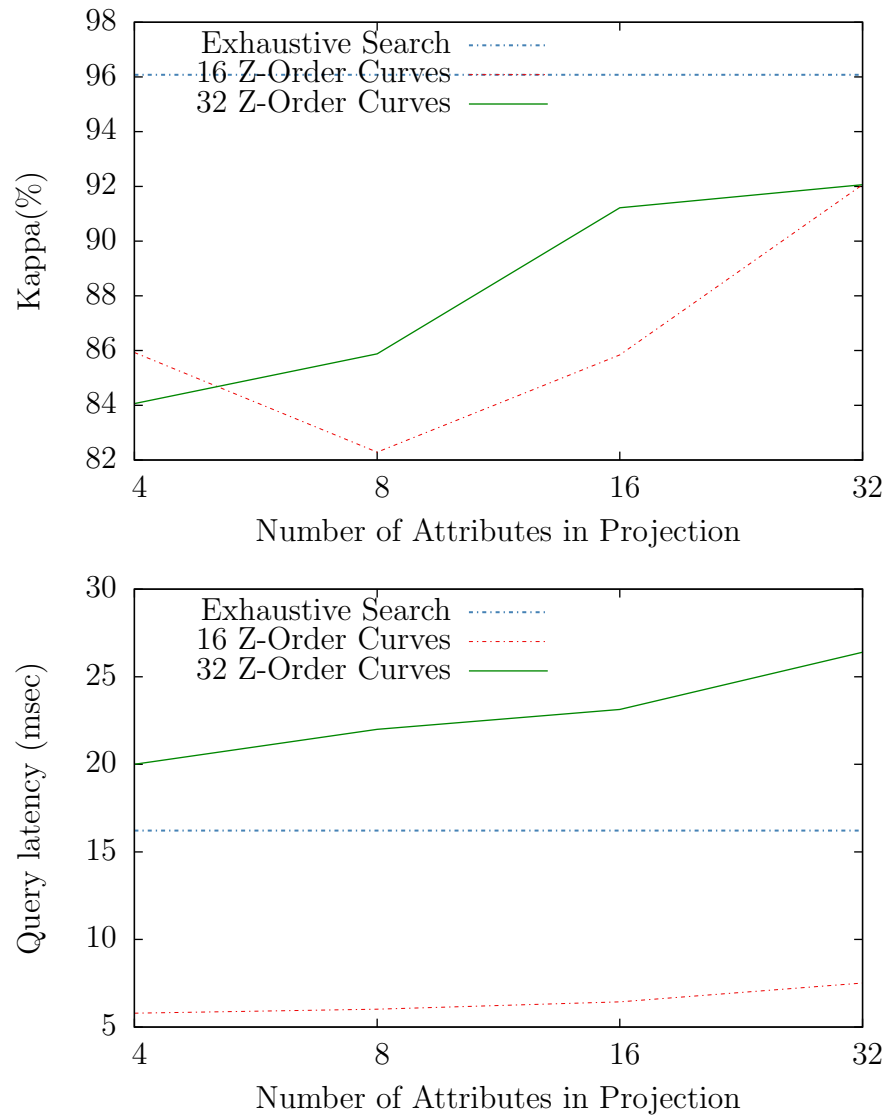 98
96
94
92
90
88
86
84
82
Kappa(%)
Exhaustive Search
16 Z-Order Curves
32 Z-Order Curves
4 8 16 32
Number of Attributes in Projection
30
25
20
15
10
5
Query latency (msec)
Exhaustive Search
16 Z-Order Curves
32 Z-Order Curves
4 8 16 32
Number of Attributes in Projection